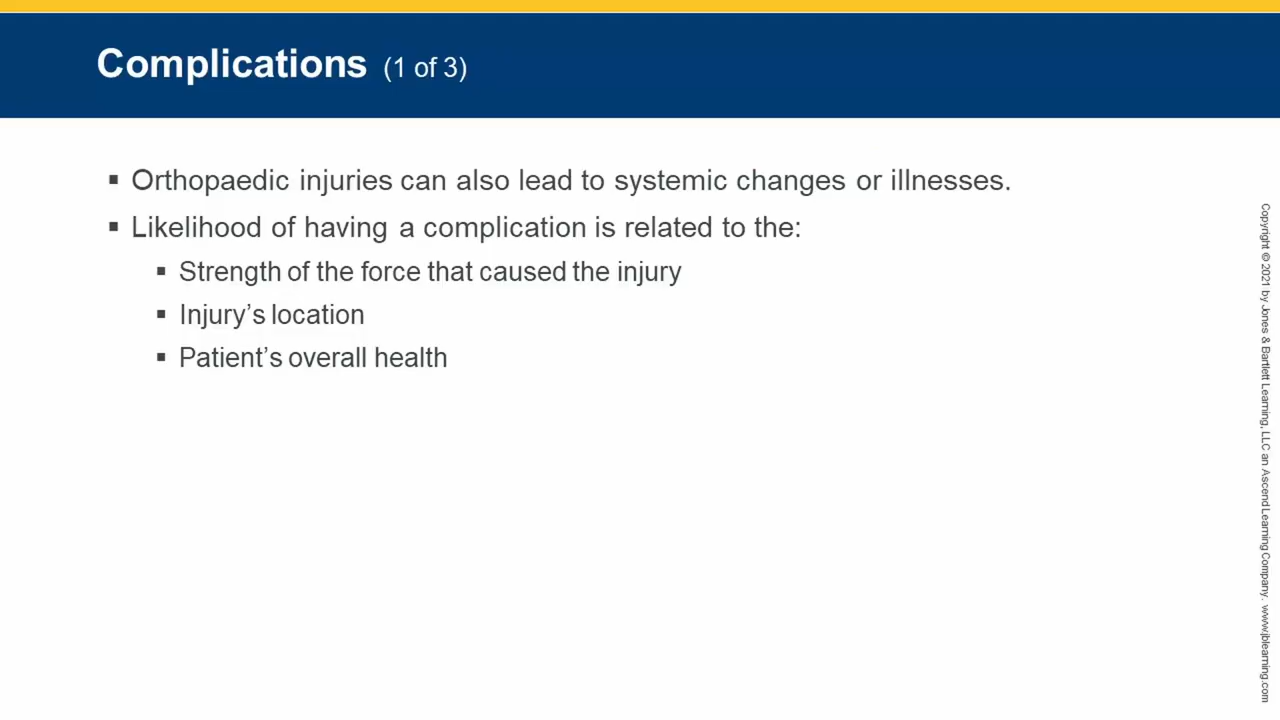 Complications (1 of 3)
▪ Orthopaedic injuries can also lead to systemic changes or illnesses.
▪ Likelihood of having a complication is related to the:
▪ Strength of the force that caused the injury
▪ Injury’s location
▪ Patient’s overall health
Copyright © 2021 by Jones & Bartlett Learning, LLC an Ascend Learning Company. www.jblearning.com